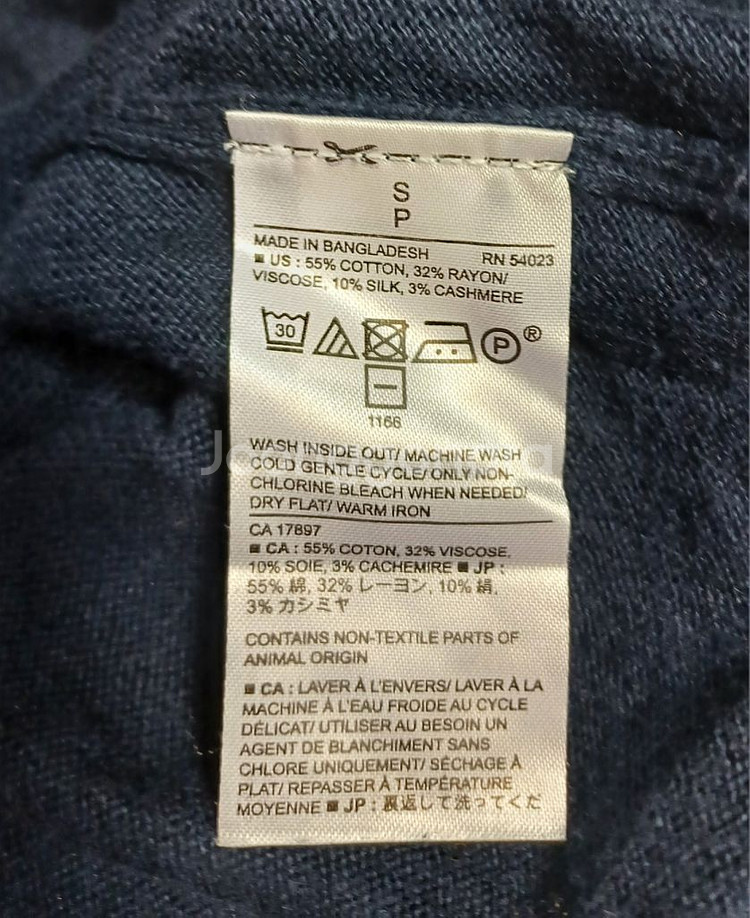 S
P
MADE IN BANGLADESH RN 54023
■ US : 55% COTTON, 32% RAYON/
VISCOSE, 10% SILK, 3% CASHMERE
30 P ®
1166
WASH INSIDE OUT/ MACHINE WASH
COLD GENTLE CYCLE/ ONLY NON-
CHLORINE BLEACH WHEN NEEDED/
DRY FLAT/ WARM IRON
CA 17897
■ CA : 55% COTON, 32% VISCOSE,
10% SOIE, 3% CACHEMIRE ■ JP :
55% 綿, 32% レーヨン, 10% 絹,
3% カシミヤ
CONTAINS NON-TEXTILE PARTS OF
ANIMAL ORIGIN
■ CA : LAVER À L'ENVERS/ LAVER À LA
MACHINE À L'EAU FROIDE AU CYCLE
DÉLICAT/ UTILISER AU BESOIN UN
AGENT DE BLANCHIMENT SANS
CHLORE UNIQUEMENT/ SÉCHAGE À
PLAT/ REPASSER À TEMPÉRATURE
MOYENNE ■ JP : 裏返して洗ってくだ